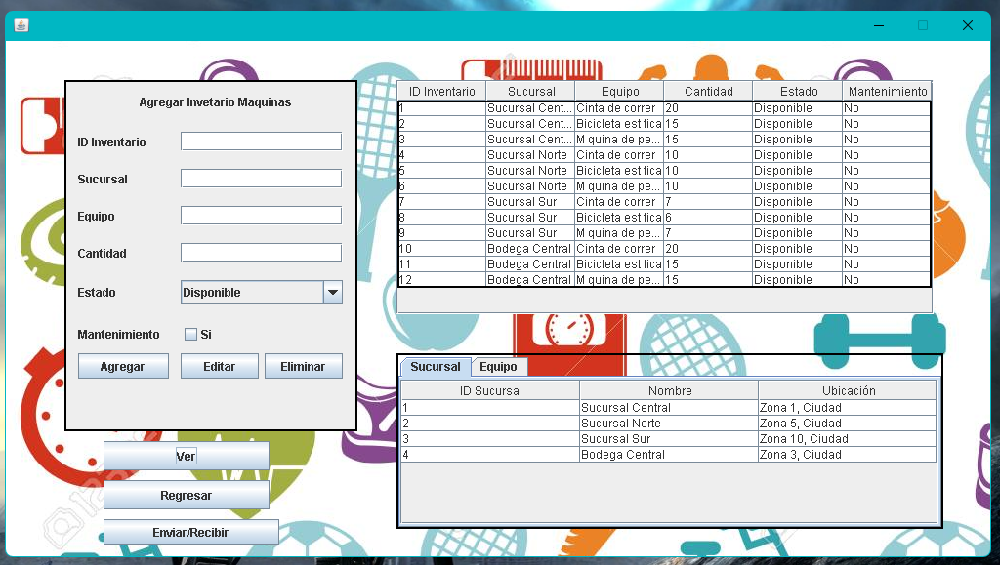 Agregar Invetario Maquinas
ID Inventario
Sucursal
Equipo
Cantidad
Estado
Disponible
Mantenimiento
Si
Agregar Editar Eliminar
Ver
Regresar
Enviar/Recibir
ID Inventario Sucursal Equipo Cantidad Estado Mantenimiento
1 Sucursal Cent... Cinta de correr 20 Disponible No
2 Sucursal Cent... Bicicleta est tica 15 Disponible No
3 Sucursal Cent... M quina de pe... 15 Disponible No
4 Sucursal Norte Cinta de correr 10 Disponible No
5 Sucursal Norte Bicicleta est tica 10 Disponible No
6 Sucursal Norte M quina de pe... 10 Disponible No
7 Sucursal Sur Cinta de correr 7 Disponible No
8 Sucursal Sur Bicicleta est tica 6 Disponible No
9 Sucursal Sur M quina de pe... 7 Disponible No
10 Bodega Central Cinta de correr 20 Disponible No
11 Bodega Central Bicicleta est tica 15 Disponible No
12 Bodega Central M quina de pe... 15 Disponible No
Sucursal Equipo
ID Sucursal Nombre Ubicación
1 Sucursal Central Zona 1, Ciudad
2 Sucursal Norte Zona 5, Ciudad
3 Sucursal Sur Zona 10, Ciudad
4 Bodega Central Zona 3, Ciudad